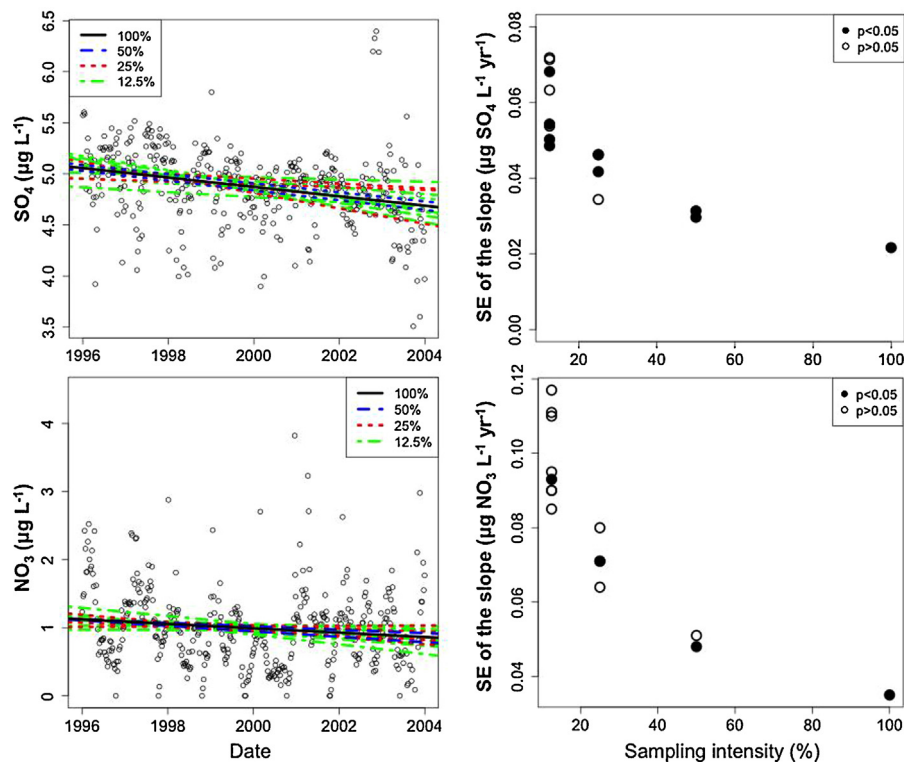 SO4 (µg L-1)
6.5
6.0
5.5
5.0
4.5
4.0
3.5
100%
50%
25%
12.5%
1996 1998 2000 2002 2004
SE of the slope (µg SO4 L-1 yr-1)
0.08
0.06
0.04
0.02
0.00
p<0.05
p>0.05
20 40 60 80 100
NO3 (µg L-1)
4
3
2
1
0
100%
50%
25%
12.5%
1996 1998 2000 2002 2004
Date
SE of the slope (µg NO3 L-1 yr-1)
0.12
0.10
0.08
0.06
0.04
p<0.05
p>0.05
20 40 60 80 100
Sampling intensity (%)